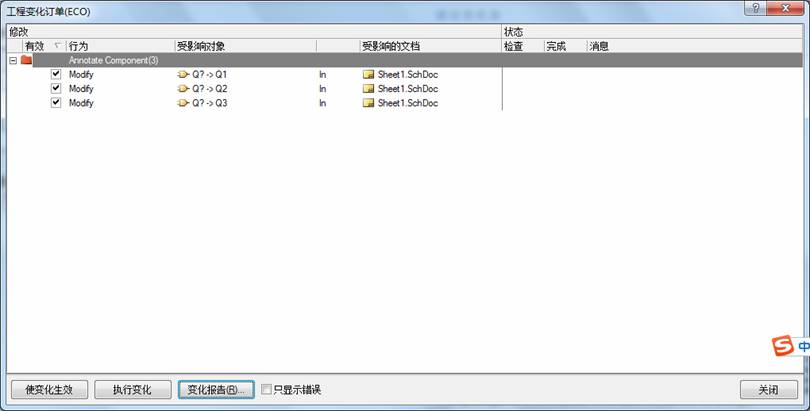 工程变化订单(ECO)
修改 状态
有效 行为 受影响对象 受影响的文档 检查 完成 消息
Annotate Component(3)
Modify Q? -> Q1 In Sheet1.SchDoc
Modify Q? -> Q2 In Sheet1.SchDoc
Modify Q? -> Q3 In Sheet1.SchDoc
S 中
使变化生效 执行变化 变化报告(R)... 只显示错误 关闭